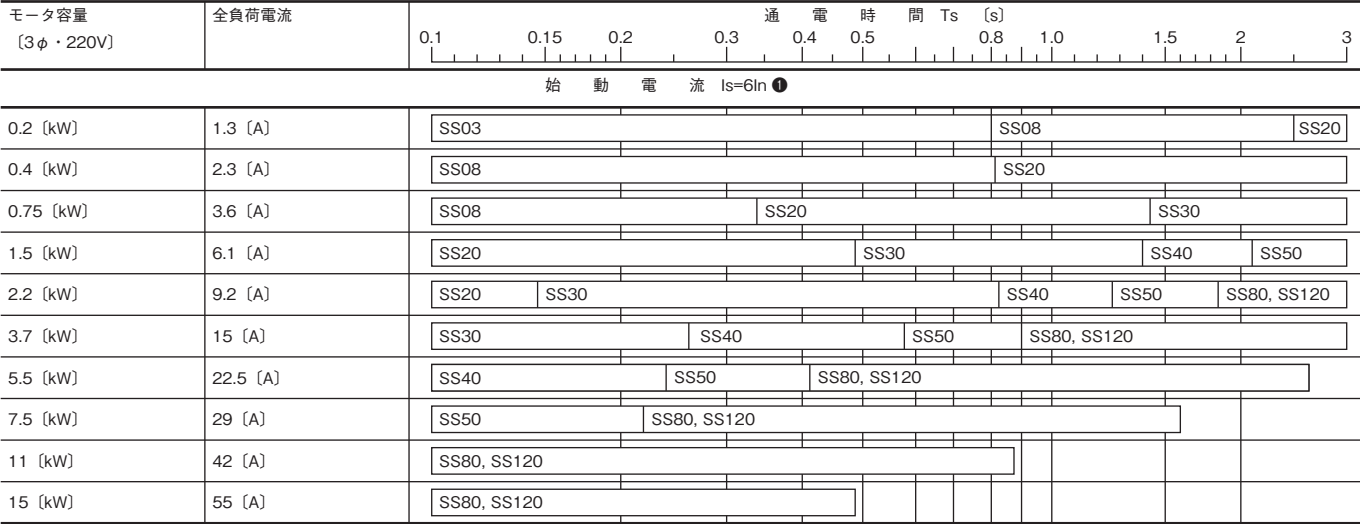 モータ容量 全負荷電流 通電時間 Ts〔s〕
〔3φ・220V〕
0.1 0.15 0.2 0.3 0.4 0.5 0.8 1.0 1.5 2 3
始動電流 Is=6In ❶
0.2〔kW〕 1.3〔A〕 SS03 SS08 SS20
0.4〔kW〕 2.3〔A〕 SS08 SS20
0.75〔kW〕 3.6〔A〕 SS08 SS20 SS30
1.5〔kW〕 6.1〔A〕 SS20 SS30 SS40 SS50
2.2〔kW〕 9.2〔A〕 SS20 SS30 SS40 SS50 SS80, SS120
3.7〔kW〕 15〔A〕 SS30 SS40 SS50 SS80, SS120
5.5〔kW〕 22.5〔A〕 SS40 SS50 SS80, SS120
7.5〔kW〕 29〔A〕 SS50 SS80, SS120
11〔kW〕 42〔A〕 SS80, SS120
15〔kW〕 55〔A〕 SS80, SS120